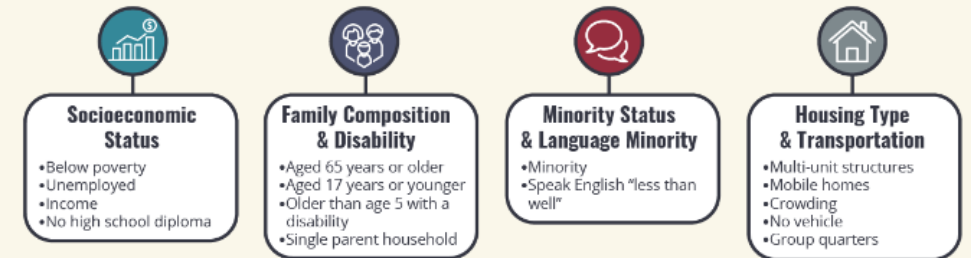 $
Socioeconomic
Status
•Below poverty
•Unemployed
•Income
•No high school diploma
Family Composition
& Disability
•Aged 65 years or older
•Aged 17 years or younger
•Older than age 5 with a
disability
•Single parent household
Minority Status
& Language Minority
•Minority
•Speak English “less than
well”
Housing Type
& Transportation
•Multi-unit structures
•Mobile homes
•Crowding
•No vehicle
•Group quarters